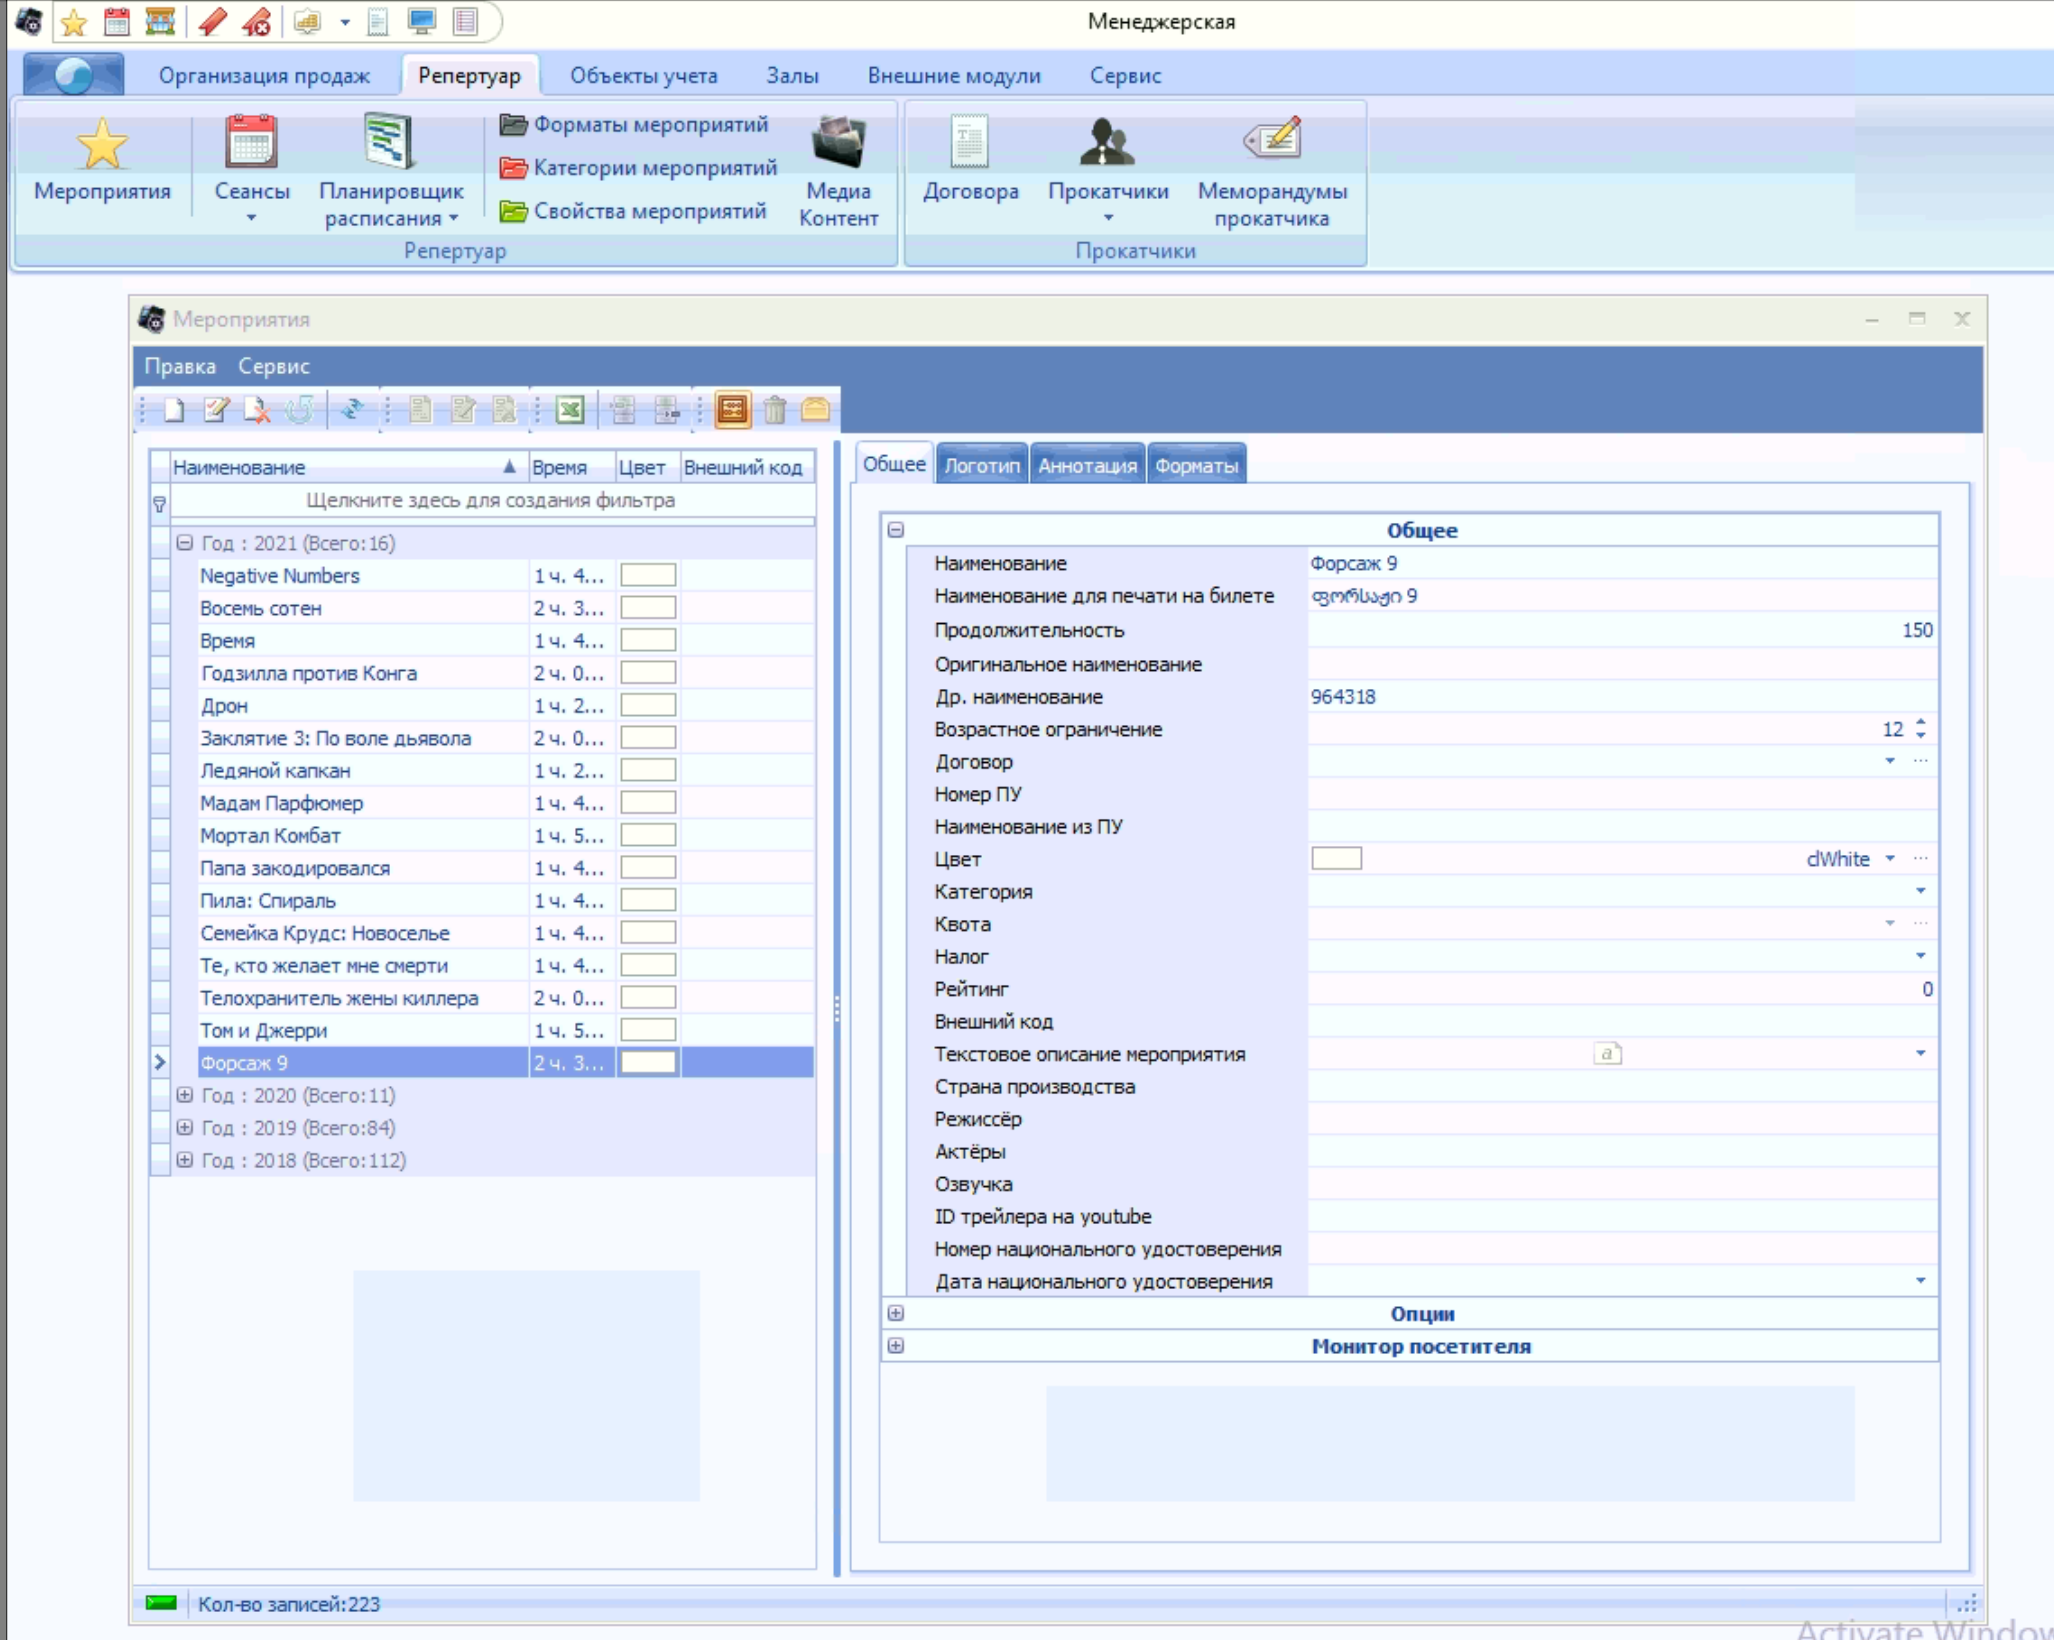 Менеджерская
Организация продаж Репертуар Объекты учета Залы Внешние модули Сервис
Мероприятия
Сеансы
Планировщик расписания
Форматы мероприятий
Категории мероприятий
Свойства мероприятий
Медиа Контент
Договора
Прокатчики
Меморандумы прокатчика
Репертуар
Прокатчики
Мероприятия
Правка Сервис
Наименование Время Цвет Внешний код
Щелкните здесь для создания фильтра
Год : 2021 (Всего:16)
Negative Numbers 1 ч. 4...
Восемь сотен 2 ч. 3...
Время 1 ч. 4...
Годзилла против Конга 2 ч. 0...
Дрон 1 ч. 2...
Заклятие 3: По воле дьявола 2 ч. 0...
Ледяной капкан 1 ч. 2...
Мадам Парфюмер 1 ч. 4...
Мортал Комбат 1 ч. 5...
Папа закодировался 1 ч. 4...
Пила: Спираль 1 ч. 4...
Семейка Крудс: Новоселье 1 ч. 4...
Те, кто желает мне смерти 1 ч. 4...
Телохранитель жены киллера 2 ч. 0...
Том и Джерри 1 ч. 5...
Форсаж 9 2 ч. 3...
Год : 2020 (Всего:11)
Год : 2019 (Всего:84)
Год : 2018 (Всего:112)
Общее Логотип Аннотация Форматы
Общее
Наименование Форсаж 9
Наименование для печати на билете ფორსაჟი 9
Продолжительность 150
Оригинальное наименование
Др. наименование 964318
Возрастное ограничение 12
Договор
Номер ПУ
Наименование из ПУ
Цвет clWhite
Категория
Квота
Налог
Рейтинг 0
Внешний код
Текстовое описание мероприятия a
Страна производства
Режиссёр
Актёры
Озвучка
ID трейлера на youtube
Номер национального удостоверения
Дата национального удостоверения
Опции
Монитор посетителя
Кол-во записей:223
Activate Window